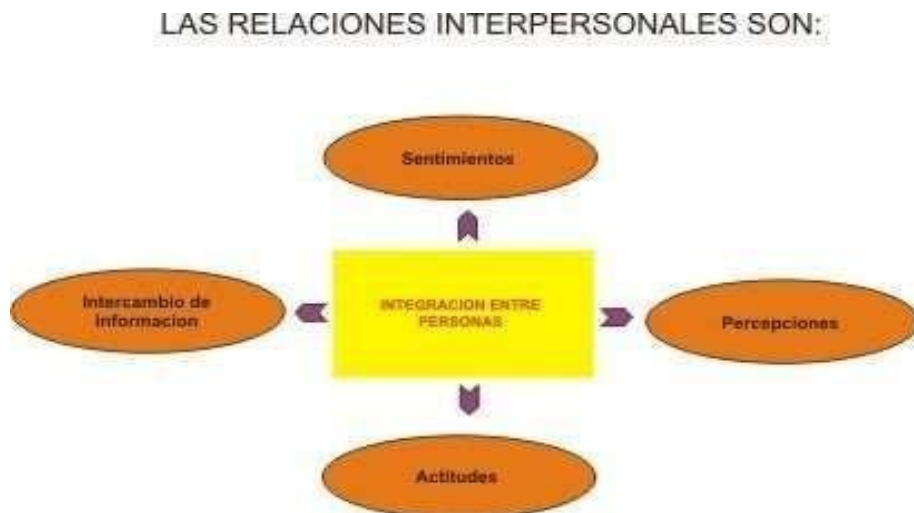 LAS RELACIONES INTERPERSONALES SON:
Sentimientos
Intercambio de
Informacion
INTEGRACION ENTRE
PERSONAS
Percepciones
Actitudes